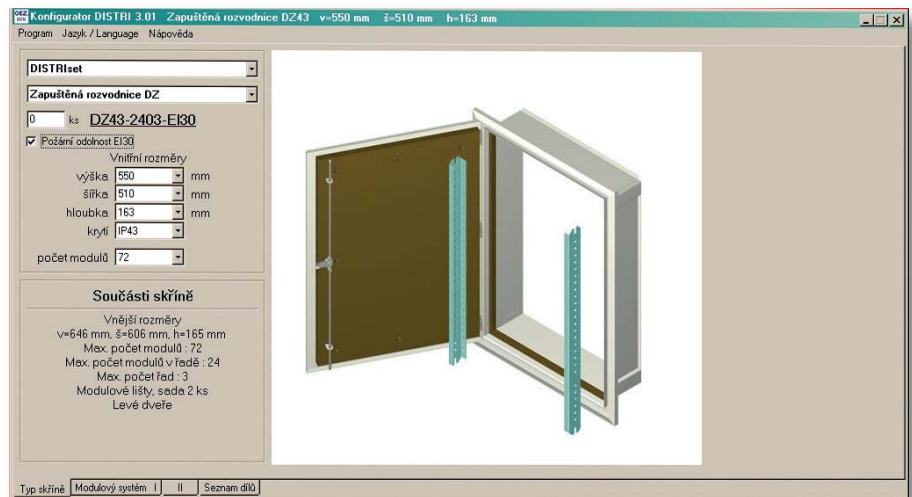 OEZ Konfigurator DISTRI 3.01 Zapuštěná rozvodnice DZ43 v=550 mm š=510 mm h=163 mm
Program Jazyk / Language Nápověda
DISTRIset
Zapuštěná rozvodnice DZ
0 ks DZ43-2403-EI30
Požární odolnost EI30
Vnitřní rozměry
výška 550 mm
šířka 510 mm
hloubka 163 mm
krytí IP43
počet modulů 72
Součásti skříně
Vnější rozměry
v=646 mm, š=606 mm, h=165 mm
Max. počet modulů : 72
Max. počet modulů v řadě : 24
Max. počet řad : 3
Modulové lišty, sada 2 ks
Levé dveře
Typ skříně Modulový systém I II Seznam dílů